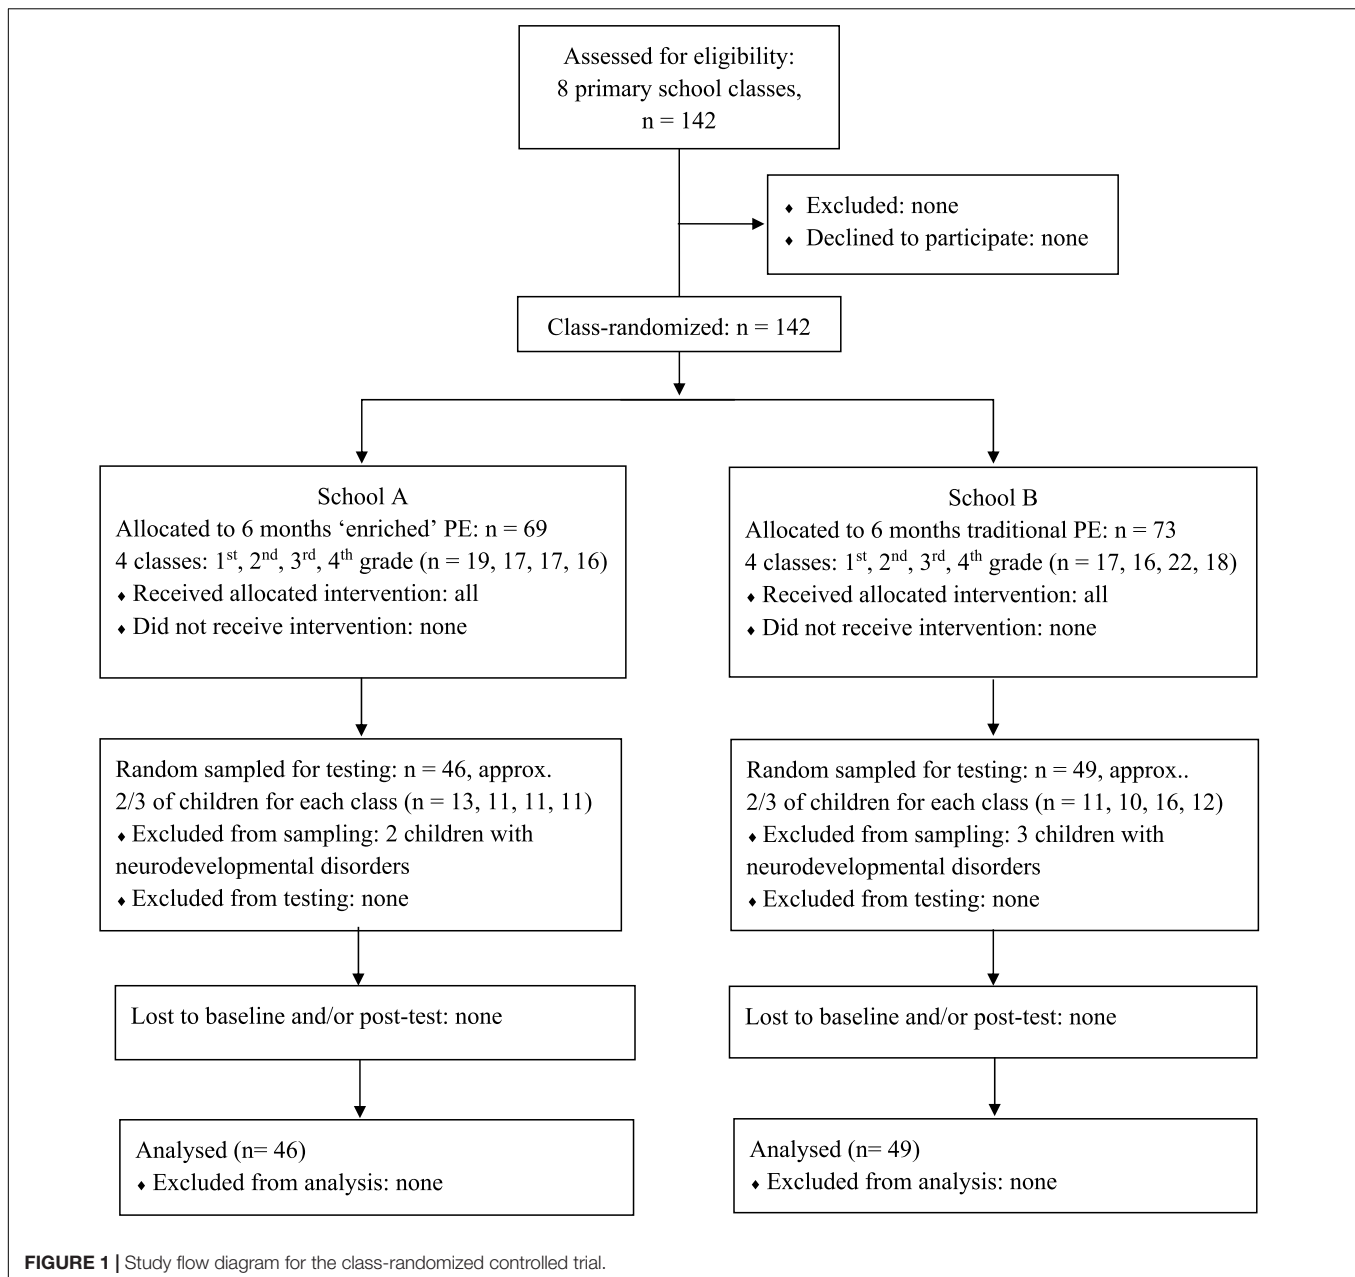 Assessed for eligibility:
8 primary school classes,
n = 142
♦ Excluded: none
♦ Declined to participate: none
Class-randomized: n = 142
School A
Allocated to 6 months ‘enriched’ PE: n = 69
4 classes: 1st, 2nd, 3rd, 4th grade (n = 19, 17, 17, 16)
♦ Received allocated intervention: all
♦ Did not receive intervention: none
School B
Allocated to 6 months traditional PE: n = 73
4 classes: 1st, 2nd, 3rd, 4th grade (n = 17, 16, 22, 18)
♦ Received allocated intervention: all
♦ Did not receive intervention: none
Random sampled for testing: n = 46, approx.
2/3 of children for each class (n = 13, 11, 11, 11)
♦ Excluded from sampling: 2 children with
neurodevelopmental disorders
♦ Excluded from testing: none
Random sampled for testing: n = 49, approx..
2/3 of children for each class (n = 11, 10, 16, 12)
♦ Excluded from sampling: 3 children with
neurodevelopmental disorders
♦ Excluded from testing: none
Lost to baseline and/or post-test: none
Lost to baseline and/or post-test: none
Analysed (n= 46)
♦ Excluded from analysis: none
Analysed (n= 49)
♦ Excluded from analysis: none
FIGURE 1 | Study flow diagram for the class-randomized controlled trial.